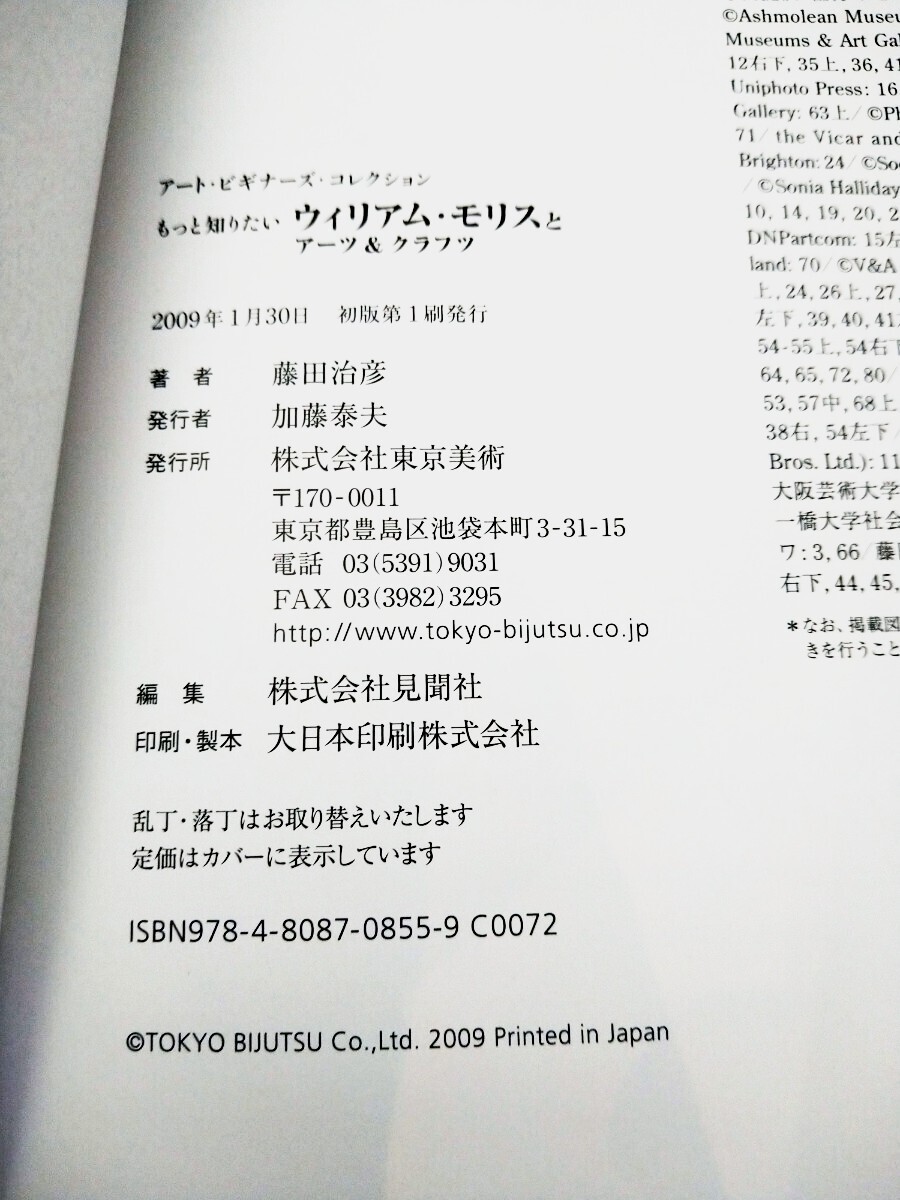 アート・ビギナーズ・コレクション
もっと知りたい ウィリアム・モリスと
アーツ & クラフツ
2009年1月30日 初版第1刷発行
著 者 藤田治彦
発行者 加藤泰夫
発行所 株式会社東京美術
〒170-0011
東京都豊島区池袋本町3-31-15
電話 03(5391)9031
FAX 03(3982)3295
http://www.tokyo-bijutsu.co.jp
編 集 株式会社見聞社
印刷・製本 大日本印刷株式会社
乱丁・落丁はお取り替えいたします
定価はカバーに表示しています
ISBN978-4-8087-0855-9 C0072
©TOKYO BIJUTSU Co.,Ltd. 2009 Printed in Japan
©Ashmolean
Museums & Art
12右下, 35上, 36,
Uniphoto Press: 16
Gallery: 63上/
71/ the Vicar and
Brighton: 24/
/©Sonia Halliday
10, 14, 19, 20,
DNPartcom:
land: 70/ ©V&A
上, 24, 26上, 27,
左下, 39, 40,
54-55上,
64, 65, 72, 80/
53, 57中,
38右, 54左下/
Bros. Ltd.): 11
大阪芸術大学
一橋大学社会
ワ: 3, 66/
右下, 44, 45,
*なお、掲載図
きを行うこと